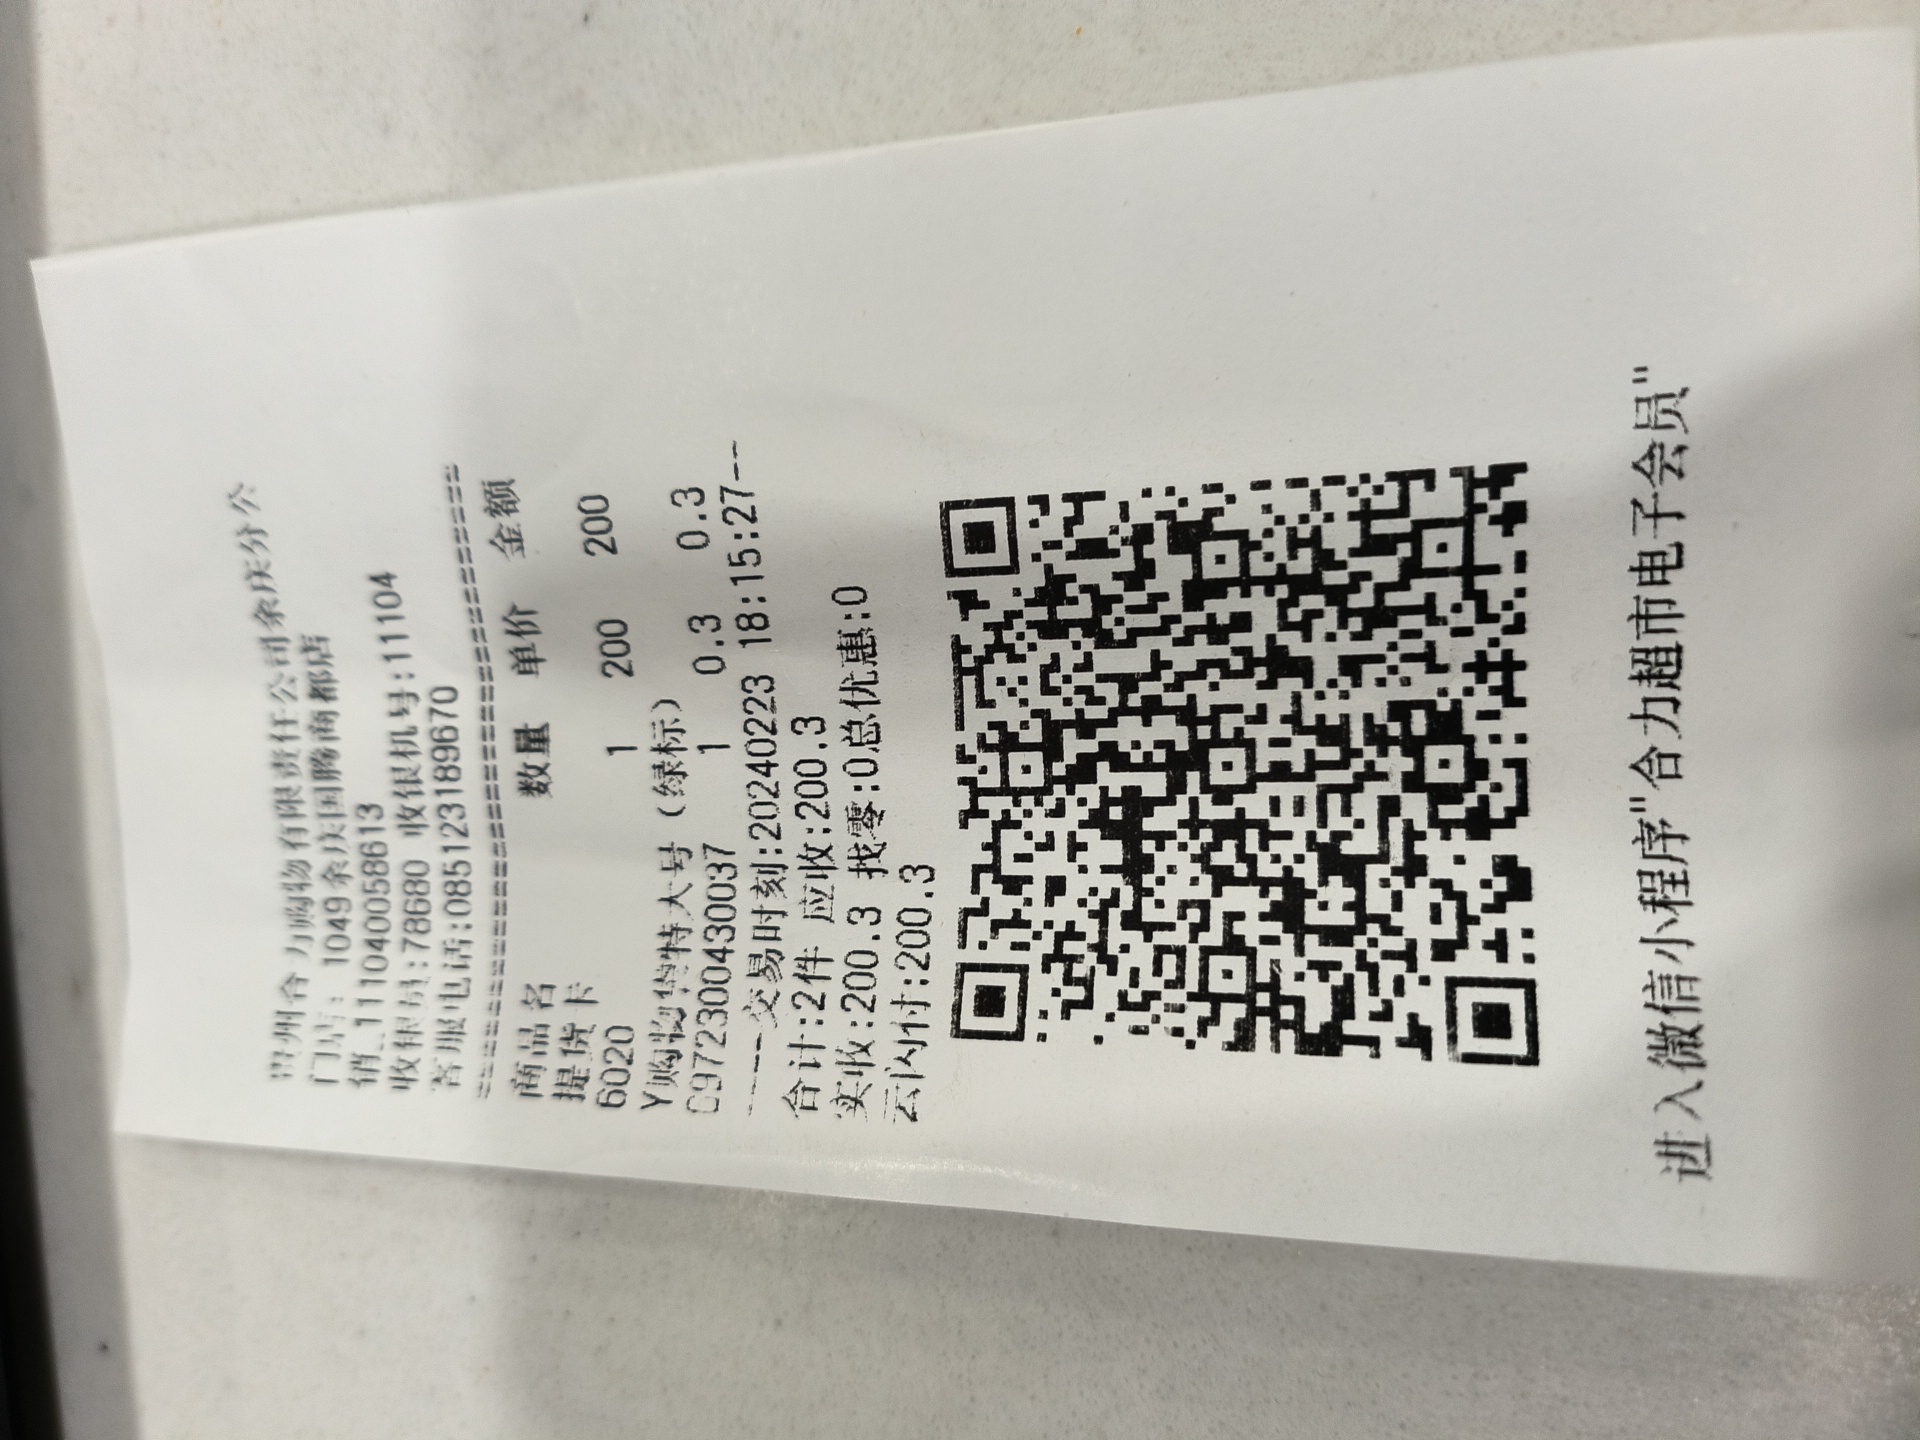 贵州合力购物有限责任公司余庆分公
门店: 1049余庆国腾商都店
销_1110400586​13
收银员:78680 收银机号:11104
客服电话:085123189670
商品名 数量 单价 金额
提货卡
6020 1 200 200
Y购物袋特大号（绿标）
C972300430037 1 0.3 0.3
----交易时刻:20240223 18:15:27--
合计:2件 应收:200.3
实收:200.3 找零:0总优惠:0
云闪付:200.3
进入微信小程序"合力超市电子会员"